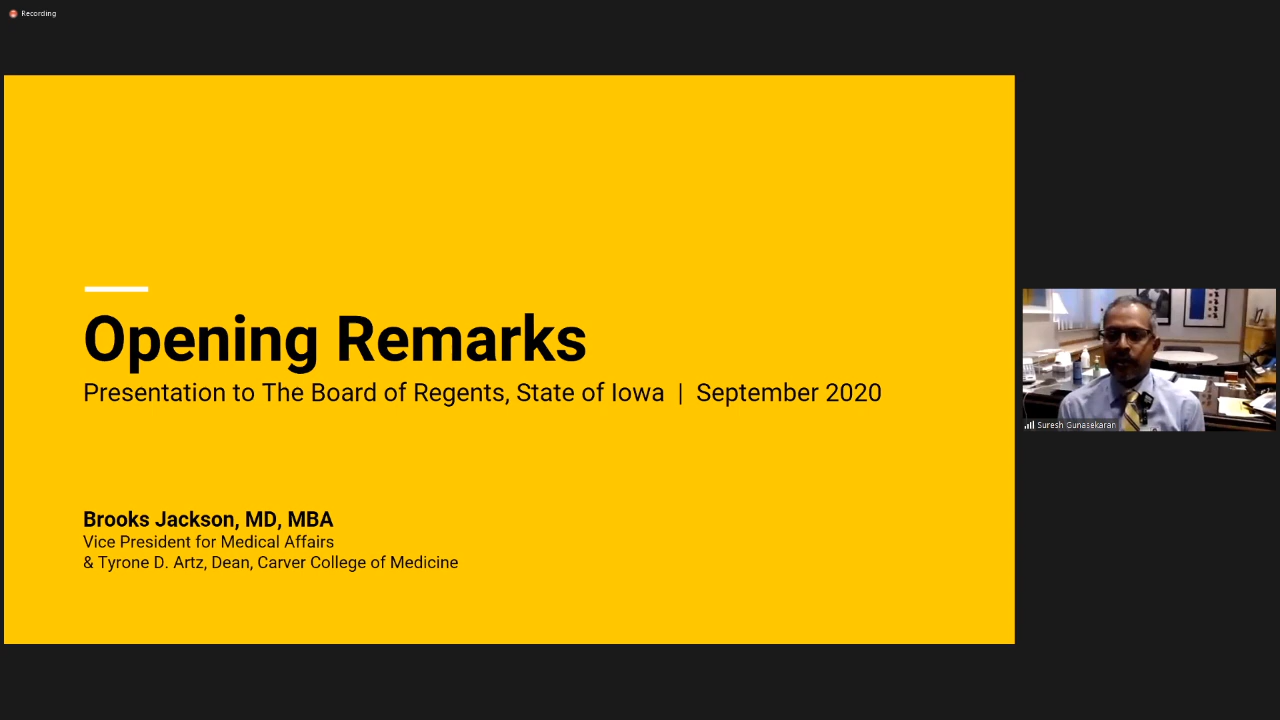 Recording
Opening Remarks
Presentation to The Board of Regents, State of Iowa | September 2020
Brooks Jackson, MD, MBA
Vice President for Medical Affairs
& Tyrone D. Artz, Dean, Carver College of Medicine
Suresh Gunasekaran